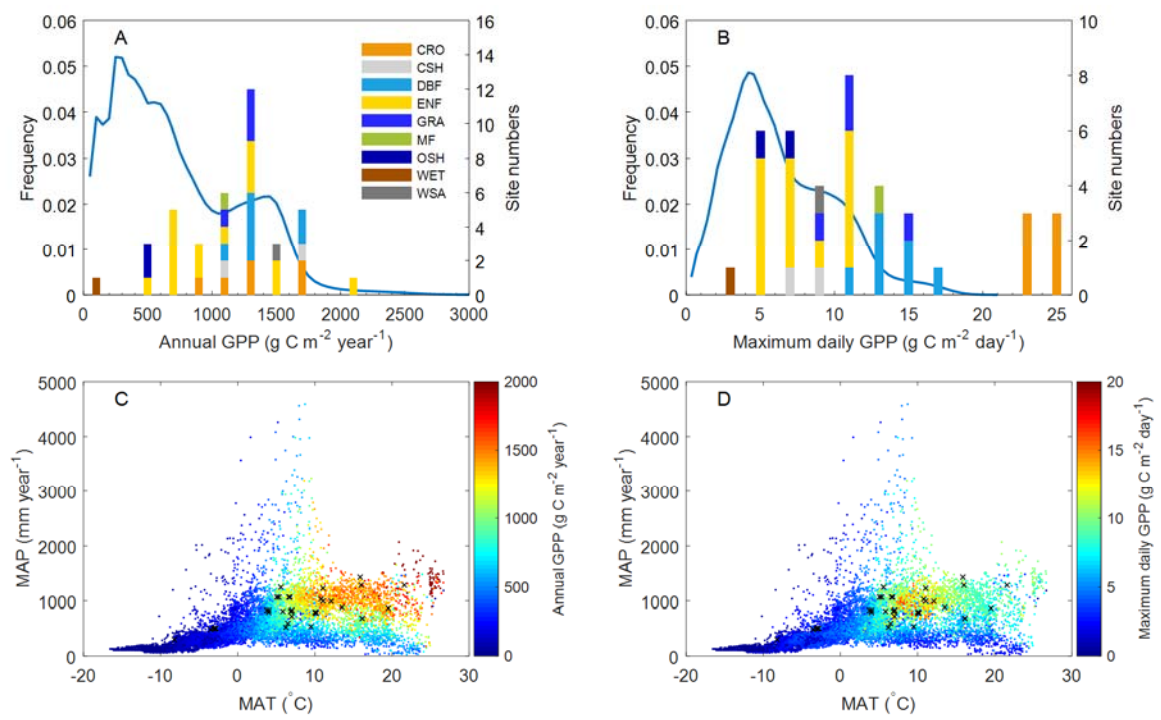 A
0.06
0.05
0.04
0.03
0.02
0.01
0
Frequency
16
14
12
10
8
6
4
2
0
Site numbers
CRO
CSH
DBF
ENF
GRA
MF
OSH
WET
WSA
0 500 1000 1500 2000 2500 3000
Annual GPP (g C m⁻² year⁻¹)
B
0.06
0.05
0.04
0.03
0.02
0.01
0
Frequency
10
8
6
4
2
0
Site numbers
0 5 10 15 20 25
Maximum daily GPP (g C m⁻² day⁻¹)
C
5000
4000
3000
2000
1000
0
MAP (mm year⁻¹)
-20 -10 0 10 20 30
MAT (°C)
2000
1500
1000
500
0
Annual GPP (g C m⁻² year⁻¹)
D
5000
4000
3000
2000
1000
0
MAP (mm year⁻¹)
-20 -10 0 10 20 30
MAT (°C)
20
15
10
5
0
Maximum daily GPP (g C m⁻² day⁻¹)